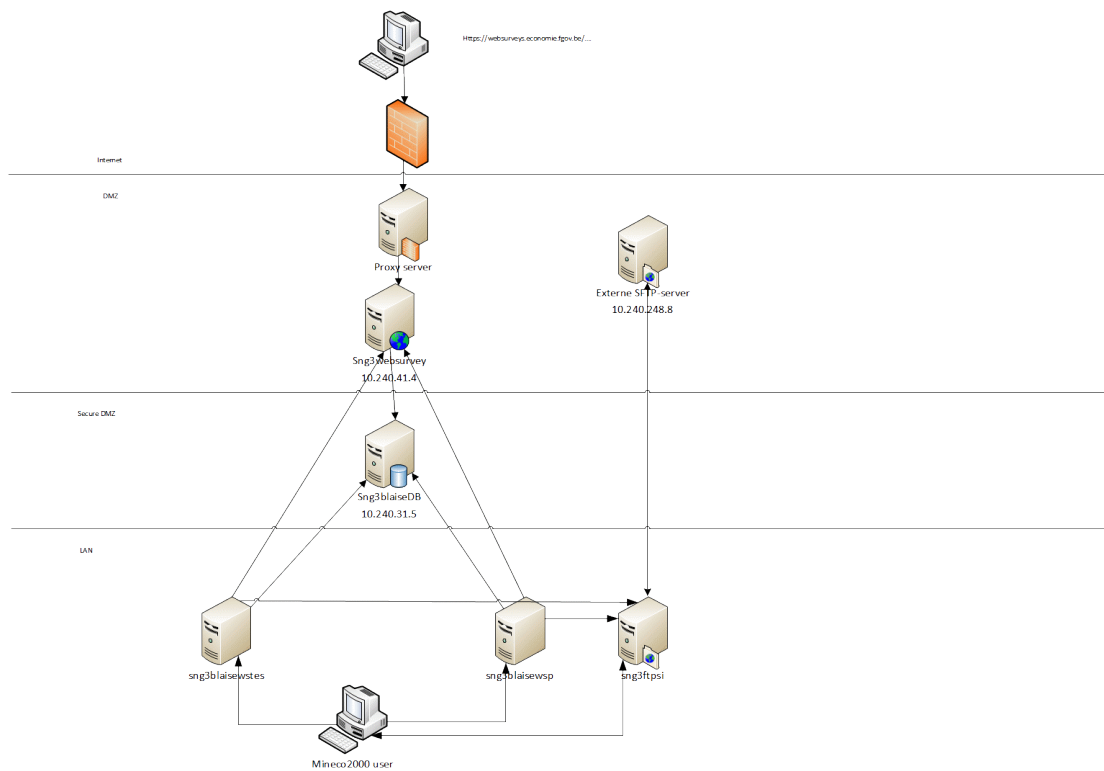 Https://websurveys.economie.fgov.be/...
Internet
DMZ
Proxy server
Externe SFTP-server
10.240.248.8
Sng3websurvey
10.240.41.4
Secure DMZ
Sng3blaiseDB
10.240.31.5
LAN
sng3blaisewstes
sng3blaisewsp
sng3ftpsi
Mineco2000 user